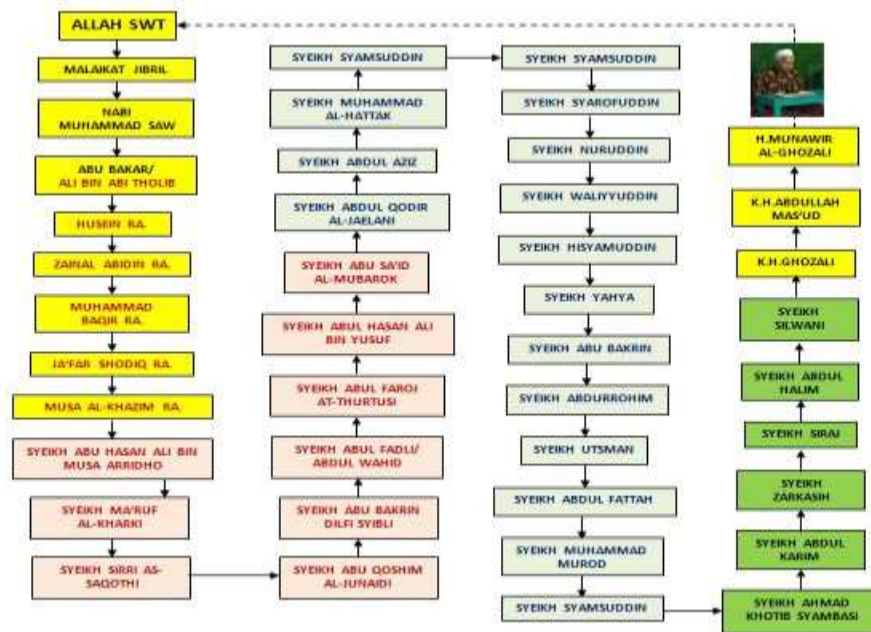 ALLAH SWT
MALAIKAT JIBRIL
NABI
MUHAMMAD SAW
ABU BAKAR/
ALI BIN ABI THOLIB
HUSEIN RA.
ZAINAL ABIDIN RA.
MUHAMMAD
BAQIR RA.
JA'FAR SHODIQ RA.
MUSA AL-KHAZIM RA.
SYEIKH ABU HASAN ALI BIN
MUSA ARRIDHO
SYEIKH MA'RUF
AL-KHARKI
SYEIKH SIRRI AS-
SAQOTHI
SYEIKH ABU QOSHIM
AL-JUNAIDI
SYEIKH ABU BAKRIN
DILFI SYIBLI
SYEIKH ABUL FADLI/
ABDUL WAHID
SYEIKH ABUL FAROJ
AT-THURTUSI
SYEIKH ABUL HASAN ALI
BIN YUSUF
SYEIKH ABU SA'ID
AL-MUBAROK
SYEIKH ABDUL QODIR
AL-JAELANI
SYEIKH ABDUL AZIZ
SYEIKH MUHAMMAD
AL-HATTAK
SYEIKH SYAMSUDDIN
SYEIKH SYAMSUDDIN
SYEIKH SYAROFUDDIN
SYEIKH NURUDDIN
SYEIKH WALIYYUDDIN
SYEIKH HISYAMUDDIN
SYEIKH YAHYA
SYEIKH ABU BAKRIN
SYEIKH ABDURROHIM
SYEIKH UTSMAN
SYEIKH ABDUL FATTAH
SYEIKH MUHAMMAD
MUROD
SYEIKH SYAMSUDDIN
SYEIKH AHMAD
KHOTIB SYAMBASI
SYEIKH ABDUL
KARIM
SYEIKH
ZARKASIH
SYEIKH SIRAJ
SYEIKH ABDUL
HALIM
SYEIKH
SILWANI
K.H.GHOZALI
K.H.ABDULLAH
MAS'UD
H.MUNAWIR
AL-GHOZALI